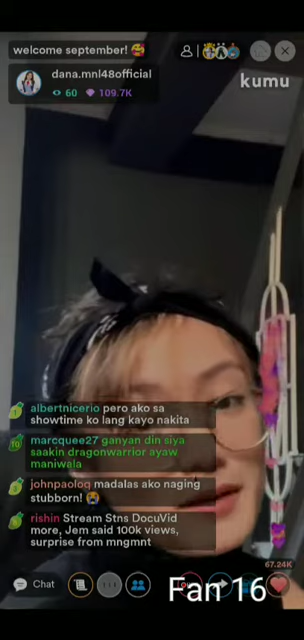 welcome september! 🥰
dana.mnl48official
60 109.7K
kumu
albertnicerio pero ako sa
showtime ko lang kayo nakita
marcquee27 ganyan din siya
saakin dragonwarrior ayaw
maniwala
johnpaoloq madalas ako naging
stubborn! 😭
rishin Stream Stns DocuVid
more, Jem said 100k views,
surprise from mngmnt
67.24K
Chat
Fan 16